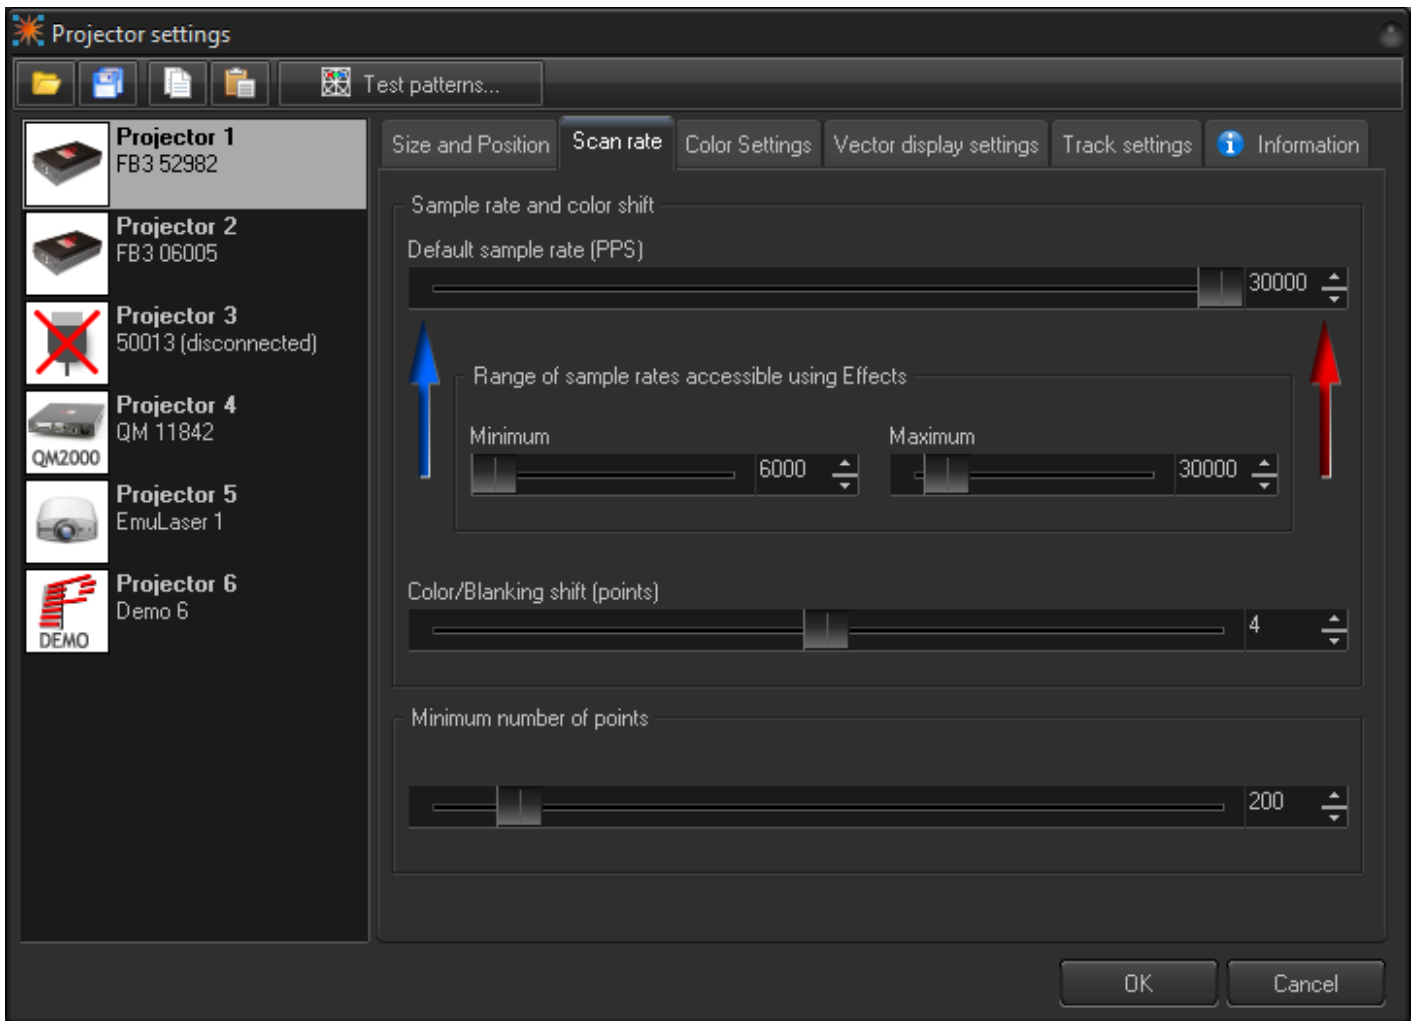 Projector settings
Test patterns...
Projector 1
FB3 52982
Projector 2
FB3 06005
Projector 3
50013 (disconnected)
Projector 4
QM 11842
QM2000
Projector 5
EmuLaser 1
Projector 6
Demo 6
DEMO
Size and Position Scan rate Color Settings Vector display settings Track settings i Information
Sample rate and color shift
Default sample rate (PPS)
30000
Range of sample rates accessible using Effects
Minimum Maximum
6000 30000
Color/Blanking shift (points)
4
Minimum number of points
200
OK Cancel